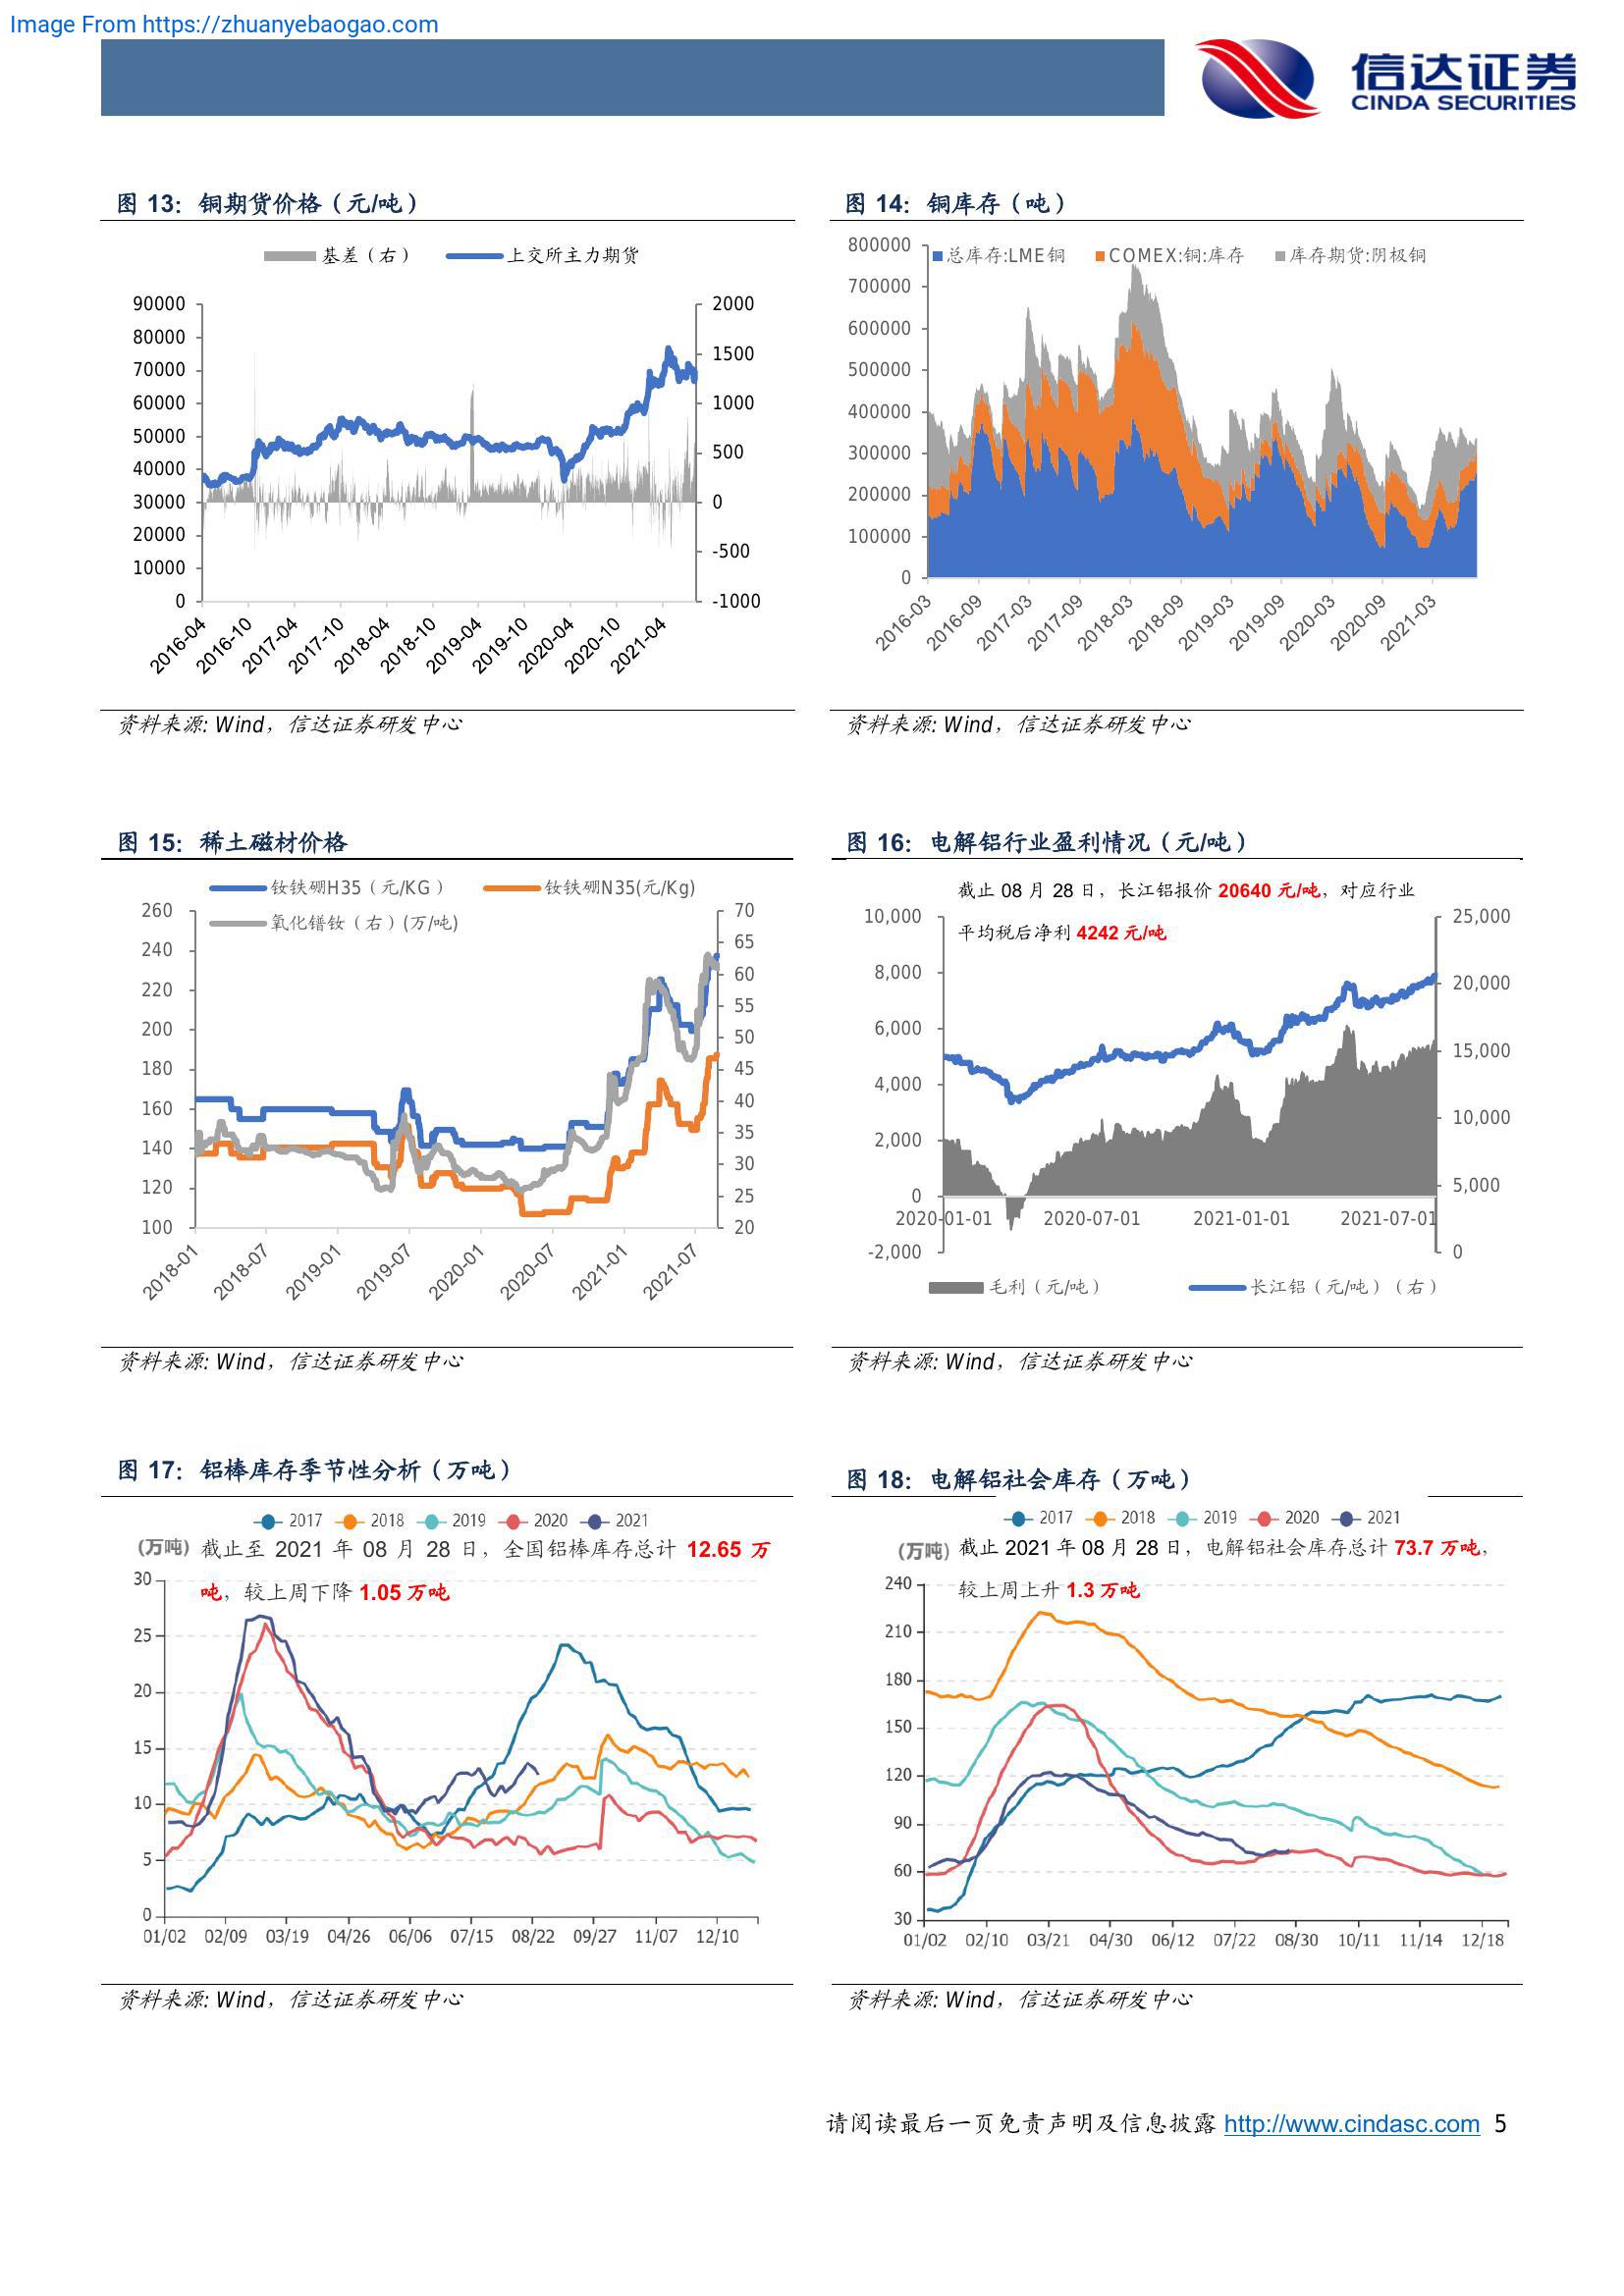 Image From https://zhuanyebaogao.com
信达证券
CINDA SECURITIES
图 13：铜期货价格（元/吨）
基差（右） 上交所主力期货
90000
80000
70000
60000
50000
40000
30000
20000
10000
0
2000
1500
1000
500
0
-500
-1000
2016-04 2016-10 2017-04 2017-10 2018-04 2018-10 2019-04 2019-10 2020-04 2020-10 2021-04
资料来源: Wind，信达证券研发中心
图 14：铜库存（吨）
总库存:LME铜 COMEX:铜:库存 库存期货:阴极铜
800000
700000
600000
500000
400000
300000
200000
100000
0
2016-03 2016-09 2017-03 2017-09 2018-03 2018-09 2019-03 2019-09 2020-03 2020-09 2021-03
资料来源: Wind，信达证券研发中心
图 15：稀土磁材价格
钕铁硼H35（元/KG） 钕铁硼N35(元/Kg)
氧化镨钕（右）(万/吨)
260
240
220
200
180
160
140
120
100
70
65
60
55
50
45
40
35
30
25
20
2018-01 2018-07 2019-01 2019-07 2020-01 2020-07 2021-01 2021-07
资料来源: Wind，信达证券研发中心
图 16：电解铝行业盈利情况（元/吨）
截止 08 月 28 日，长江铝报价 20640 元/吨，对应行业
平均税后净利 4242 元/吨
10,000
8,000
6,000
4,000
2,000
0
-2,000
25,000
20,000
15,000
10,000
5,000
0
2020-01-01 2020-07-01 2021-01-01 2021-07-01
毛利（元/吨） 长江铝（元/吨）（右）
资料来源: Wind，信达证券研发中心
图 17：铝棒库存季节性分析（万吨）
2017 2018 2019 2020 2021
(万吨) 截止至 2021 年 08 月 28 日，全国铝棒库存总计 12.65 万
吨，较上周下降 1.05 万吨
30
25
20
15
10
5
0
01/02 02/09 03/19 04/26 06/06 07/15 08/22 09/27 11/07 12/10
资料来源: Wind，信达证券研发中心
图 18：电解铝社会库存（万吨）
2017 2018 2019 2020 2021
(万吨) 截止 2021 年 08 月 28 日，电解铝社会库存总计 73.7 万吨，
较上周上升 1.3 万吨
240
210
180
150
120
90
60
30
01/02 02/10 03/21 04/30 06/12 07/22 08/30 10/11 11/14 12/18
资料来源: Wind，信达证券研发中心
请阅读最后一页免责声明及信息披露 http://www.cindasc.com 5